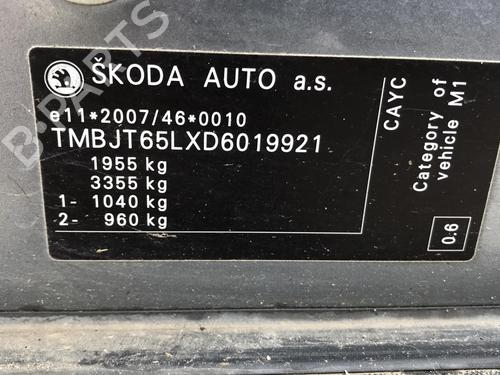 B-PARTS
ŠKODA AUTO a.s.
e11*2007/46*0010
TMBJT65LXD6019921
1955 kg
3355 kg
1- 1040 kg
2- 960 kg
CAYC
Category of
vehicle M1
0.6